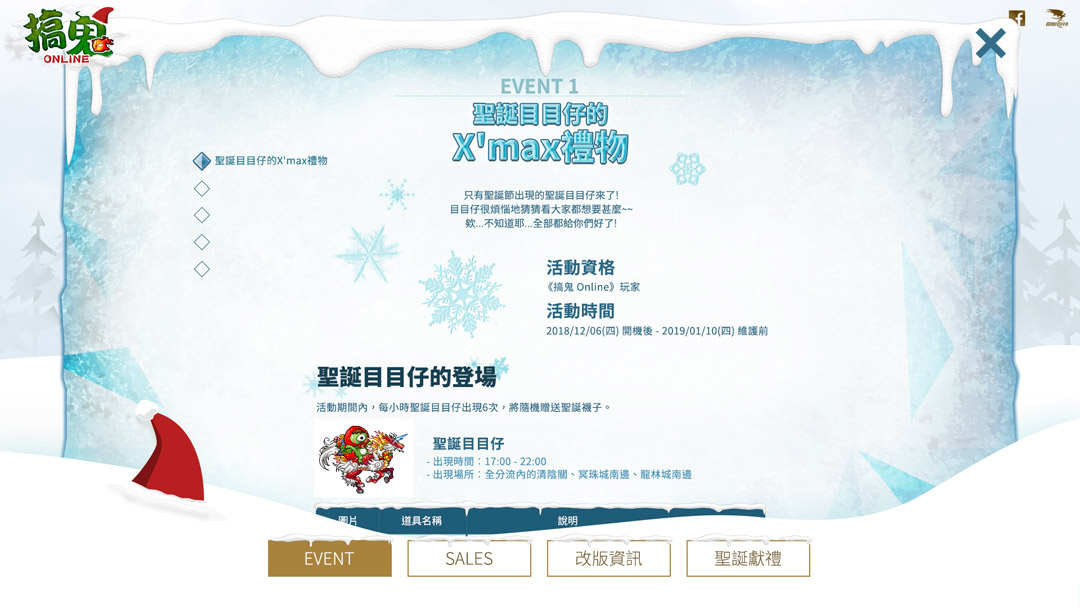 搞鬼
ONLINE
EVENT 1
聖誕目目仔的
X'max禮物
聖誕目目仔的X'max禮物
只有聖誕節出現的聖誕目目仔來了!
目目仔很煩惱地猜猜看大家都想要甚麼~~
欸...不知道耶...全部都給你們好了!
活動資格
《搞鬼 Online》玩家
活動時間
2018/12/06(四) 開機後 - 2019/01/10(四) 維護前
聖誕目目仔的登場
活動期間內，每小時聖誕目目仔出現6次，將隨機贈送聖誕襪子。
聖誕目目仔
- 出現時間：17:00 - 22:00
- 出現場所：全分流內的清陰關、冥珠城南邊、龍林城南邊
圖片 道具名稱 說明
EVENT SALES 改版資訊 聖誕獻禮